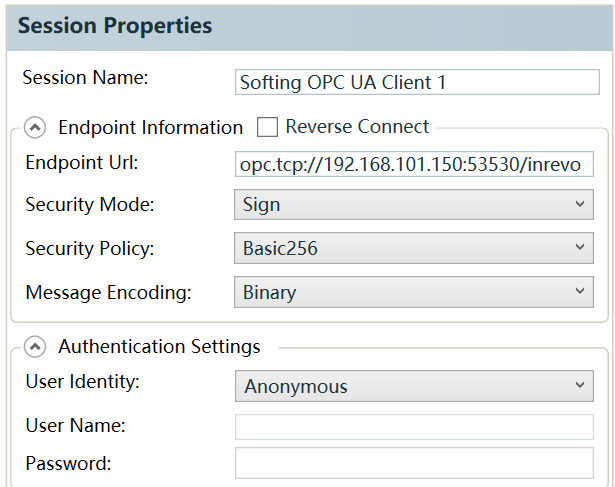 Session Properties
Session Name: Softing OPC UA Client 1
Endpoint Information Reverse Connect
Endpoint Url: opc.tcp://192.168.101.150:53530/inrevo
Security Mode: Sign
Security Policy: Basic256
Message Encoding: Binary
Authentication Settings
User Identity: Anonymous
User Name:
Password: